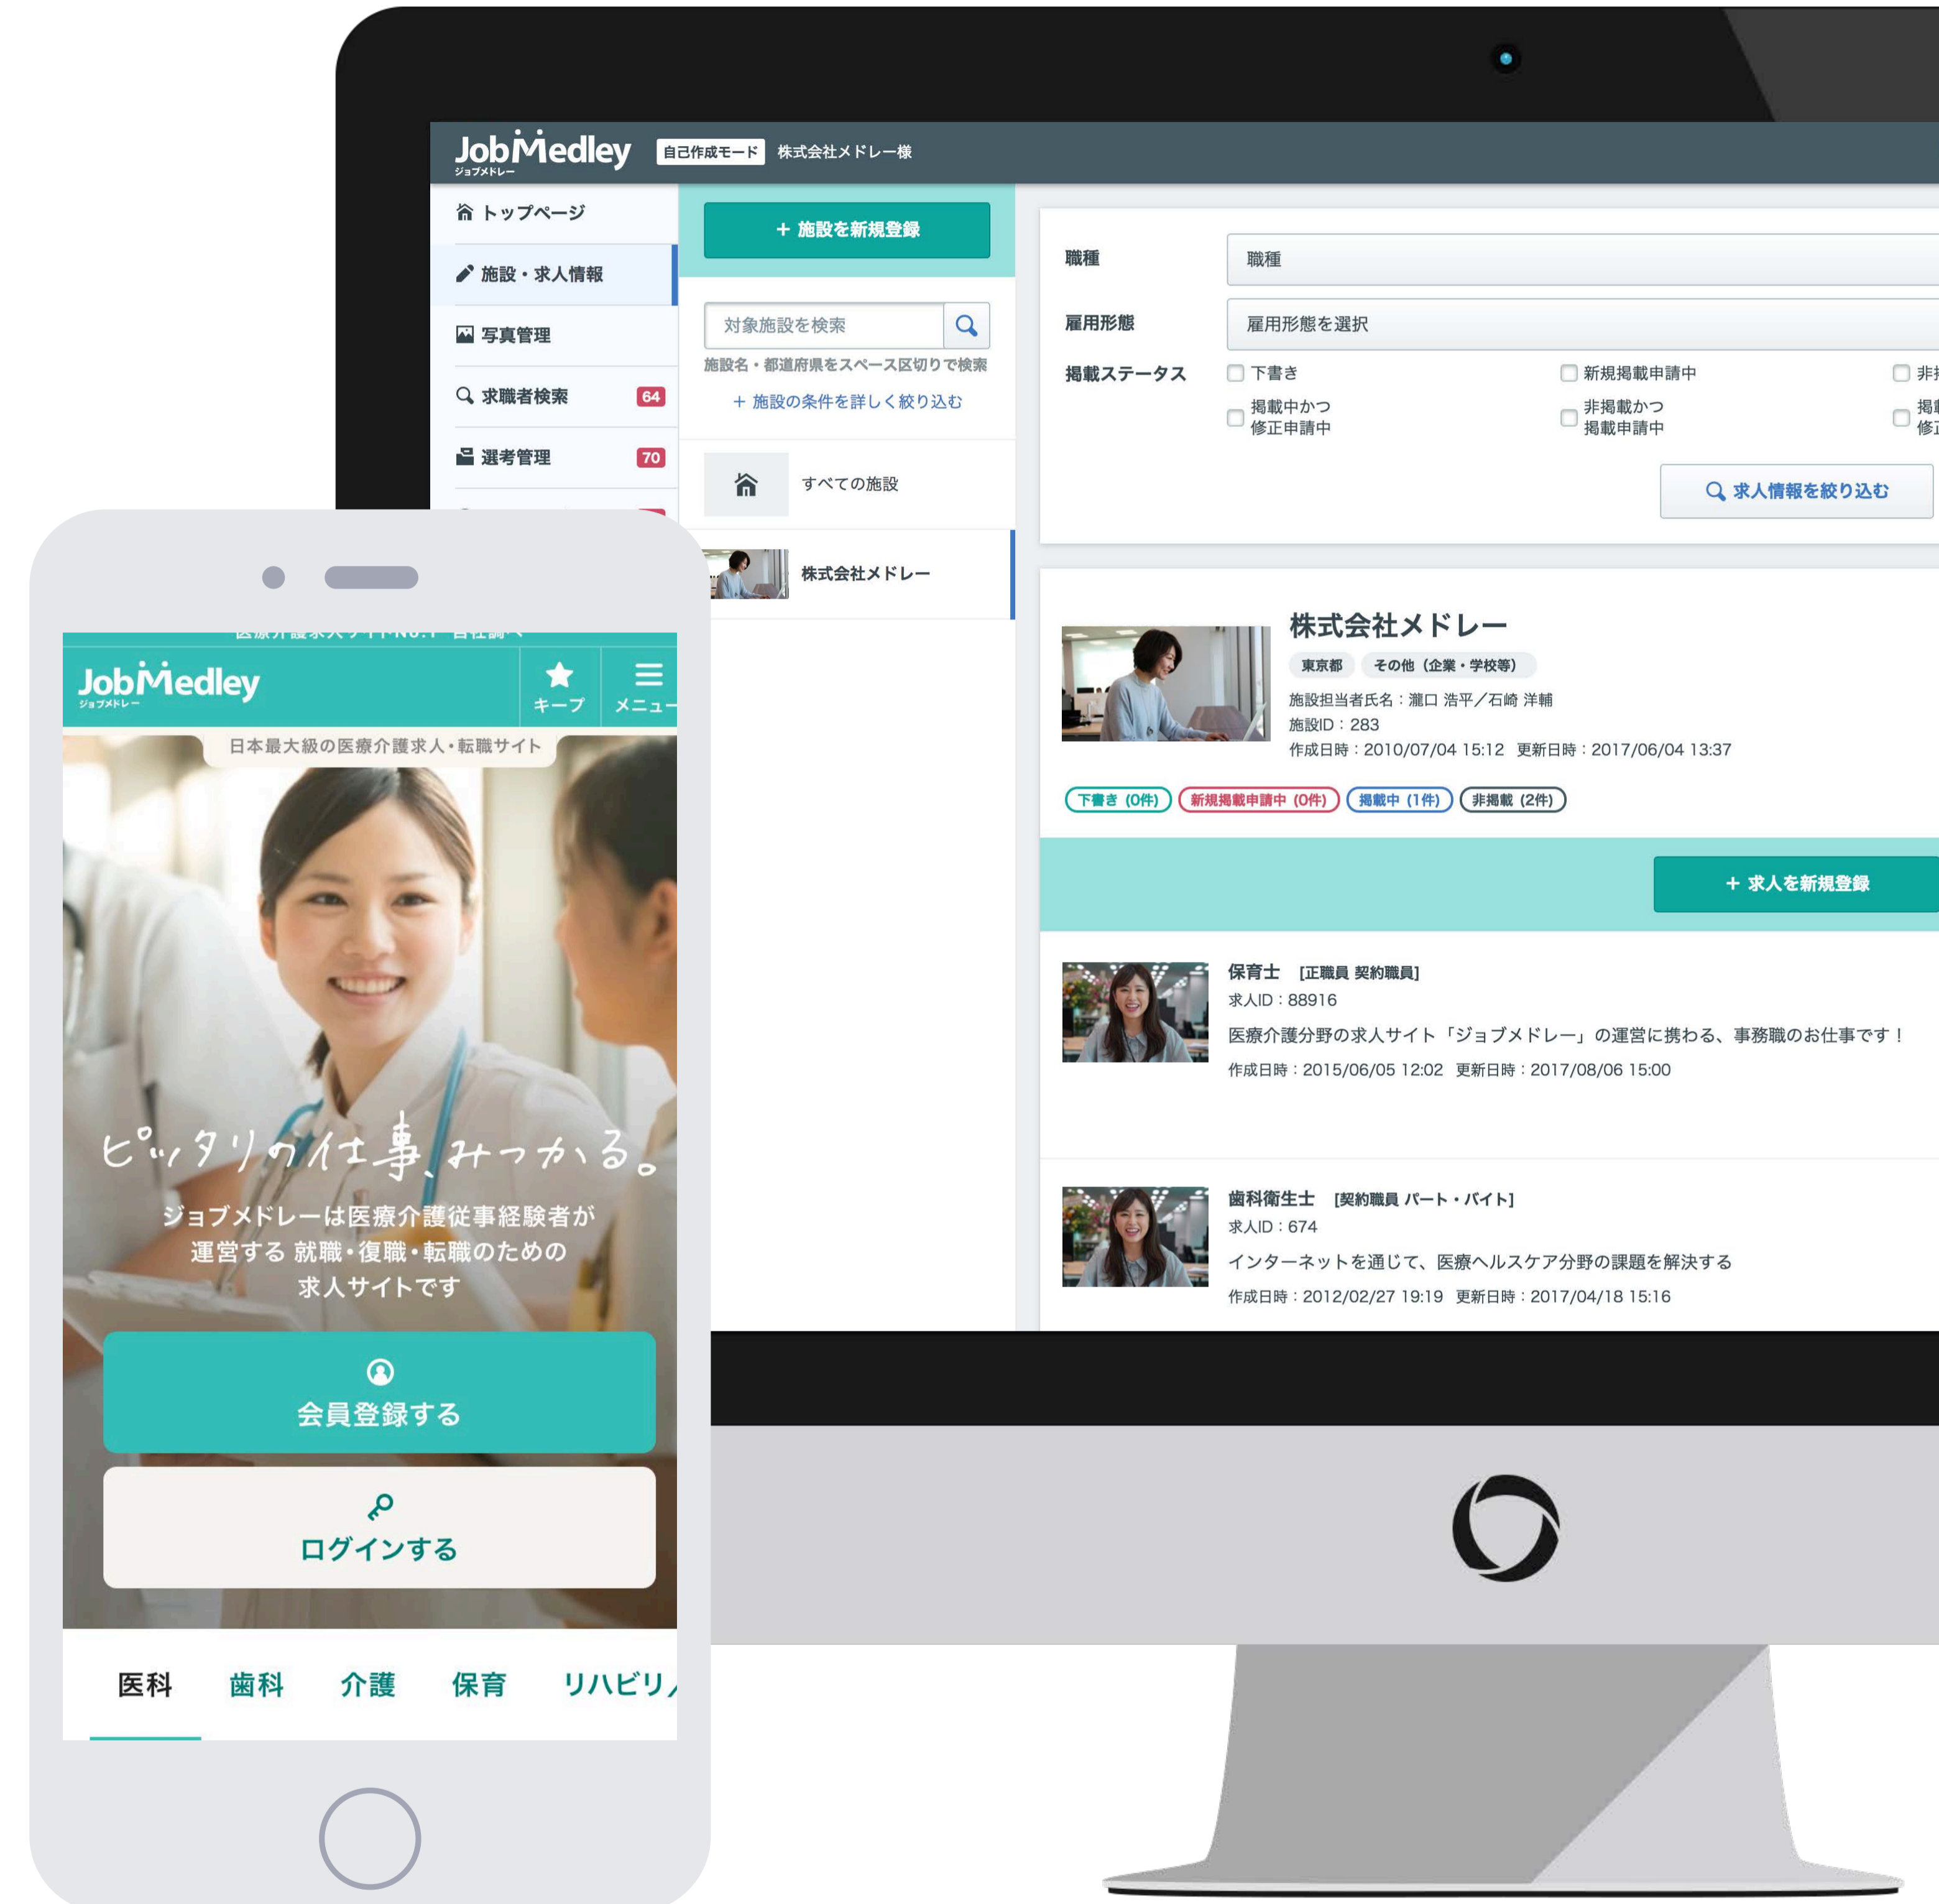 JobMedley
ジョブメドレー
自己作成モード 株式会社メドレー様
トップページ
施設・求人情報
写真管理
求職者検索 64
選考管理 70
+ 施設を新規登録
対象施設を検索
施設名・都道府県をスペース区切りで検索
+ 施設の条件を詳しく絞り込む
すべての施設
株式会社メドレー
職種 職種
雇用形態 雇用形態を選択
掲載ステータス 下書き 新規掲載申請中
掲載中かつ
修正申請中
非掲載かつ
掲載申請中
求人情報を絞り込む
株式会社メドレー
東京都 その他（企業・学校等）
施設担当者氏名：瀧口 浩平／石崎 洋輔
施設ID：283
作成日時：2010/07/04 15:12 更新日時：2017/06/04 13:37
下書き (0件) 新規掲載申請中 (0件) 掲載中 (1件) 非掲載 (2件)
+ 求人を新規登録
保育士 [正職員 契約職員]
求人ID：88916
医療介護分野の求人サイト「ジョブメドレー」の運営に携わる、事務職のお仕事です！
作成日時：2015/06/05 12:02 更新日時：2017/08/06 15:00
歯科衛生士 [契約職員 パート・バイト]
求人ID：674
インターネットを通じて、医療ヘルスケア分野の課題を解決する
作成日時：2012/02/27 19:19 更新日時：2017/04/18 15:16
JobMedley
ジョブメドレー
キープ
メニュー
日本最大級の医療介護求人・転職サイト
ピッタリの仕事、みつかる。
ジョブメドレーは医療介護従事経験者が
運営する 就職・復職・転職のための
求人サイトです
会員登録する
ログインする
医科 歯科 介護 保育 リハビリ